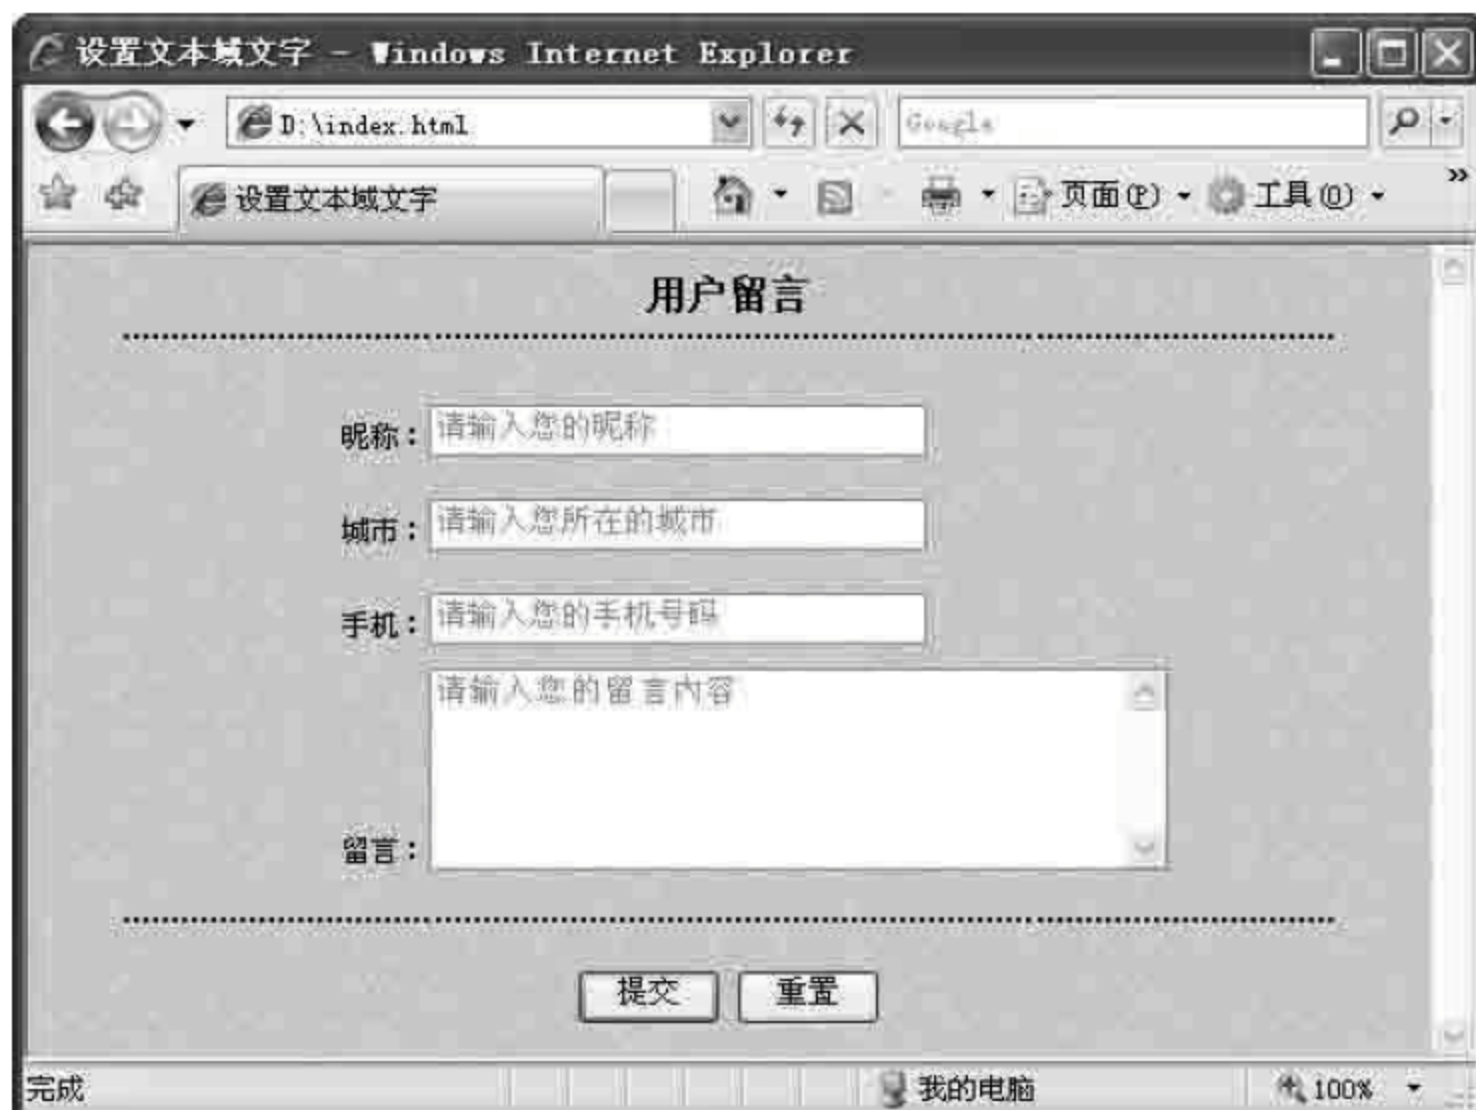 设置文本域文字 - Windows Internet Explorer
D:\index.html
Google
设置文本域文字
页面(P)
工具(O)
»
用户留言
昵称：
请输入您的昵称
城市：
请输入您所在的城市
手机：
请输入您的手机号码
请输入您的留言内容
留言：
提交
重置
完成
我的电脑
100%